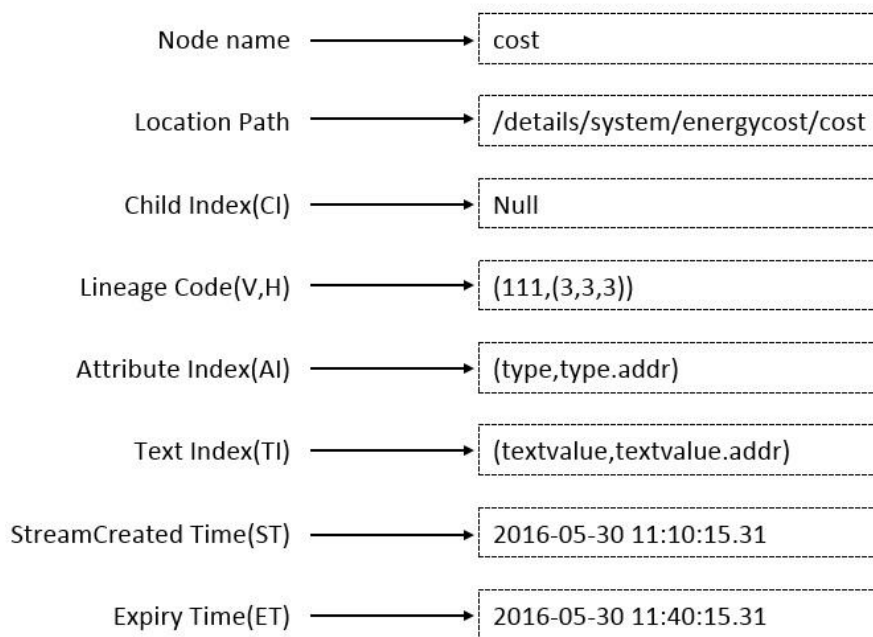 Node name cost
Location Path /details/system/energycost/cost
Child Index(CI) Null
Lineage Code(V,H) (111,(3,3,3))
Attribute Index(AI) (type,type.addr)
Text Index(TI) (textvalue,textvalue.addr)
StreamCreated Time(ST) 2016-05-30 11:10:15.31
Expiry Time(ET) 2016-05-30 11:40:15.31